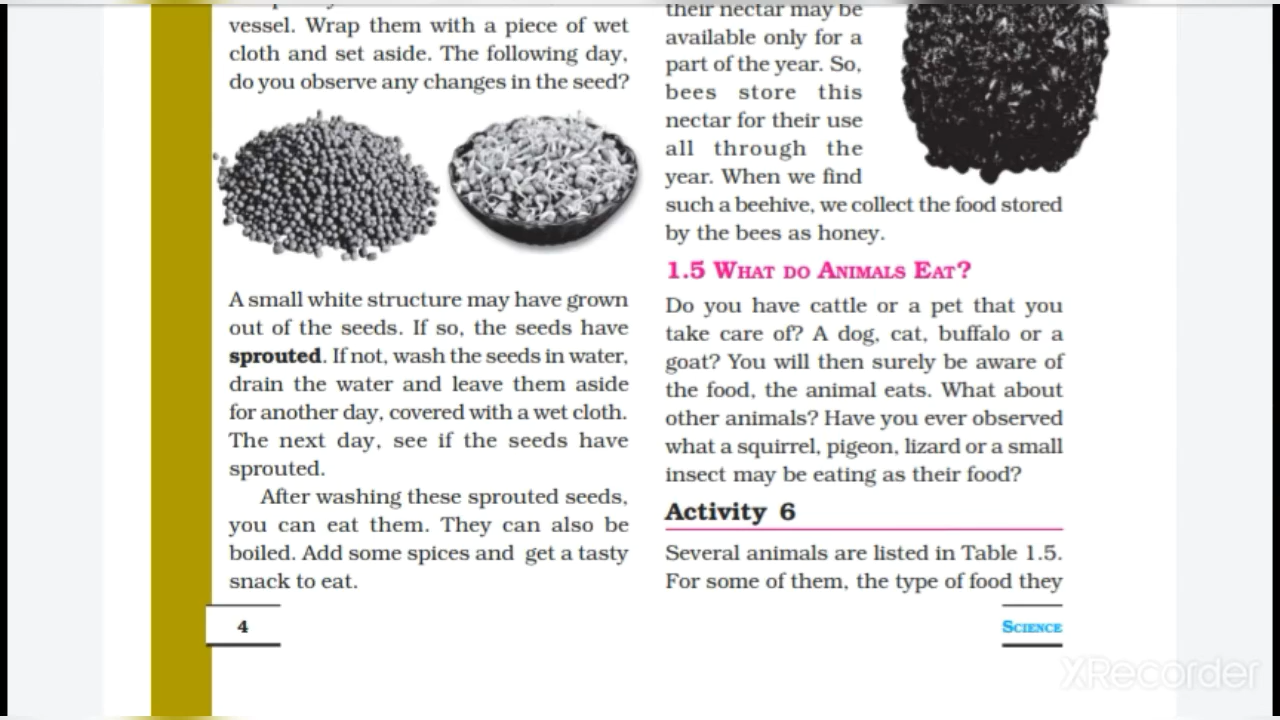 vessel. Wrap them with a piece of wet
cloth and set aside. The following day,
do you observe any changes in the seed?
A small white structure may have grown
out of the seeds. If so, the seeds have
sprouted. If not, wash the seeds in water,
drain the water and leave them aside
for another day, covered with a wet cloth.
The next day, see if the seeds have
sprouted.
After washing these sprouted seeds,
you can eat them. They can also be
boiled. Add some spices and get a tasty
snack to eat.
4
their nectar may be
available only for a
part of the year. So,
bees store this
nectar for their use
all through the
year. When we find
such a beehive, we collect the food stored
by the bees as honey.
1.5 WHAT DO ANIMALS EAT?
Do you have cattle or a pet that you
take care of? A dog, cat, buffalo or a
goat? You will then surely be aware of
the food, the animal eats. What about
other animals? Have you ever observed
what a squirrel, pigeon, lizard or a small
insect may be eating as their food?
Activity 6
Several animals are listed in Table 1.5.
For some of them, the type of food they
SCIENCE
XRecorder